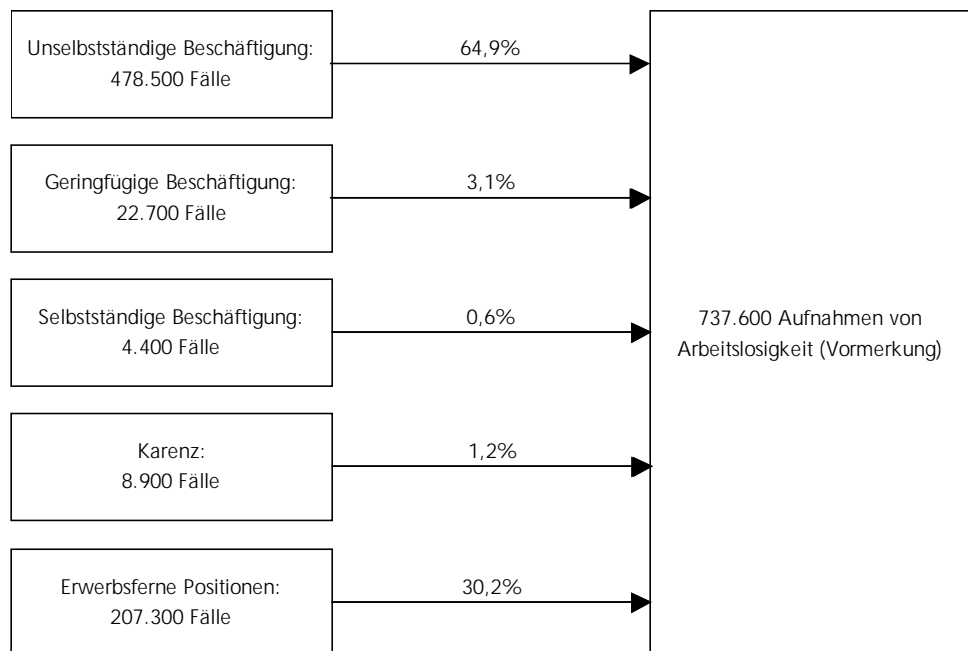 Unselbstständige Beschäftigung:
478.500 Fälle
64,9%
Geringfügige Beschäftigung:
22.700 Fälle
3,1%
Selbstständige Beschäftigung:
4.400 Fälle
0,6%
737.600 Aufnahmen von
Arbeitslosigkeit (Vormerkung)
Karenz:
8.900 Fälle
1,2%
Erwerbsferne Positionen:
207.300 Fälle
30,2%